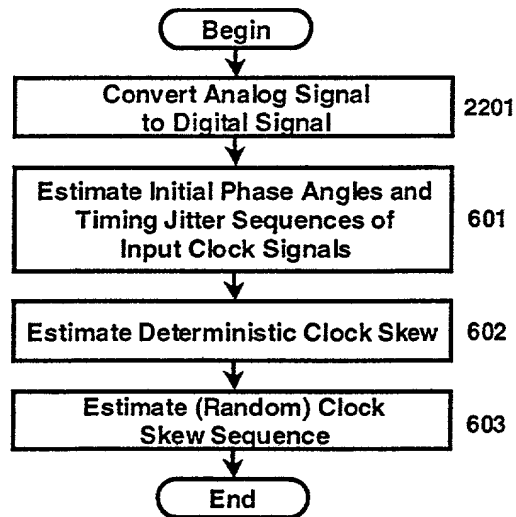 Begin
Convert Analog Signal
to Digital Signal
2201
Estimate Initial Phase Angles and
Timing Jitter Sequences of
Input Clock Signals
601
Estimate Deterministic Clock Skew
602
Estimate (Random) Clock
Skew Sequence
603
End